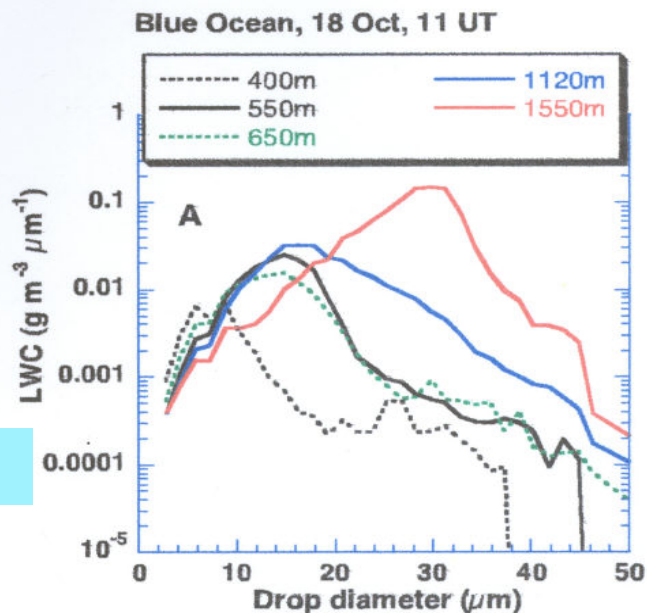 Blue Ocean, 18 Oct, 11 UT
400m
550m
650m
1120m
1550m
A
LWC (g m⁻³ μm⁻¹)
1
0.1
0.01
0.001
0.0001
10⁻⁵
0 10 20 30 40 50
Drop diameter (μm)